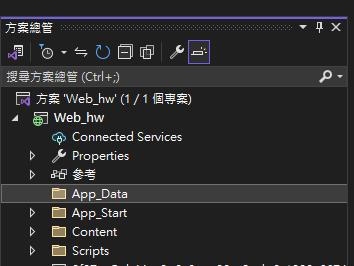 方案總管
搜尋方案總管 (Ctrl+;)
方案 'Web_hw' (1 / 1 個專案)
Web_hw
Connected Services
Properties
參考
App_Data
App_Start
Content
Scripts